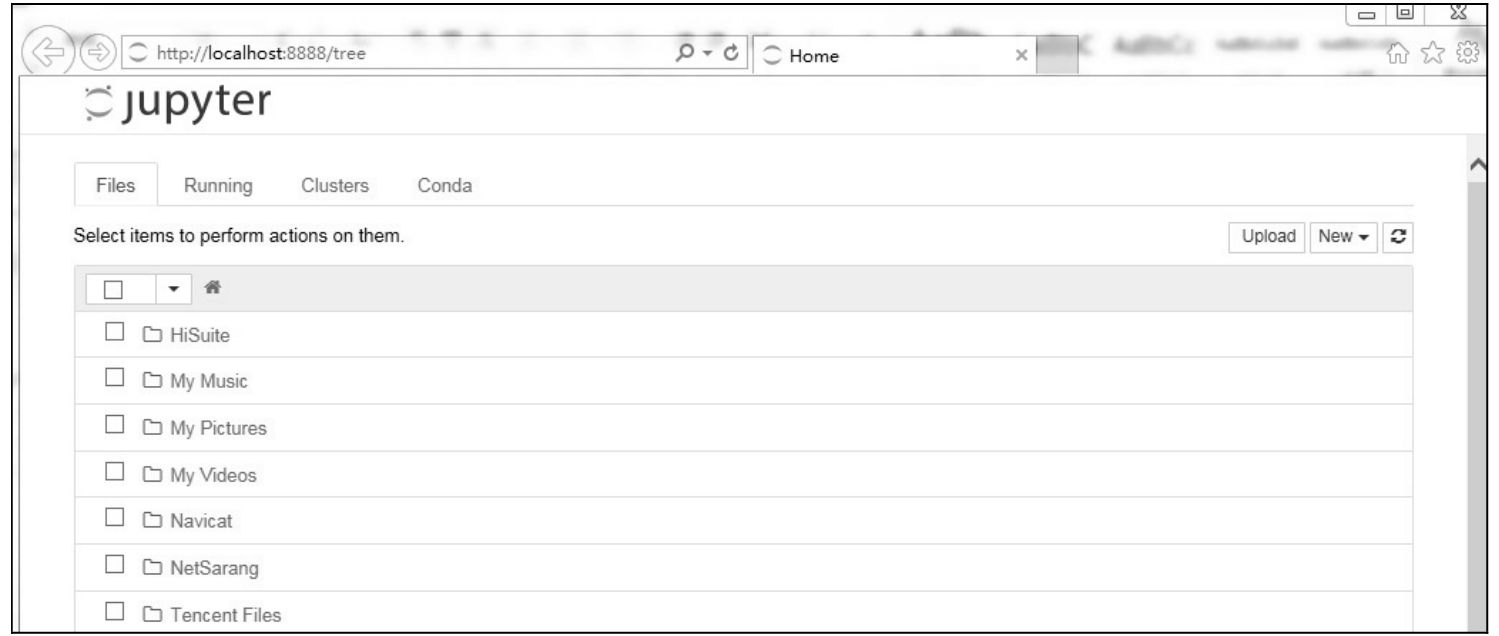 http://localhost:8888/tree
Home
jupyter
Files Running Clusters Conda
Select items to perform actions on them.
Upload New
HiSuite
My Music
My Pictures
My Videos
Navicat
NetSarang
Tencent Files